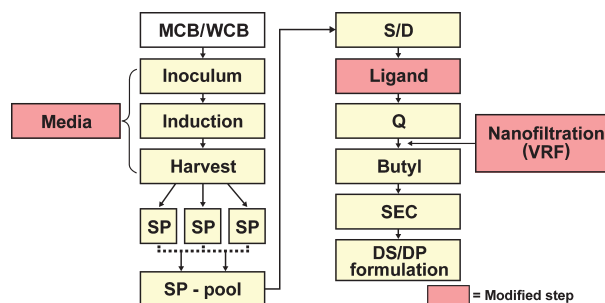 MCB/WCB
Inoculum
Media
Induction
Harvest
SP
SP
SP
SP - pool
S/D
Ligand
Q
Nanofiltration
(VRF)
Butyl
SEC
DS/DP
formulation
= Modified step